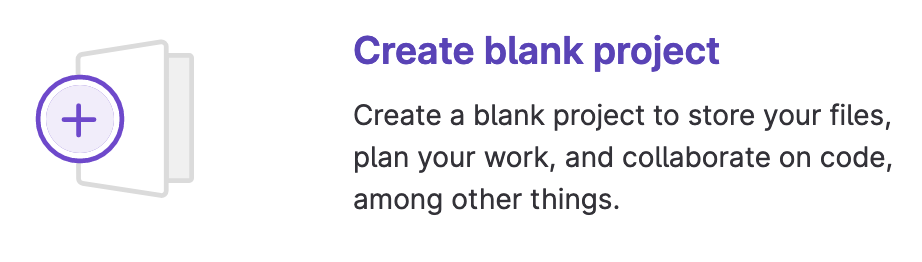 Create blank project
Create a blank project to store your files,
plan your work, and collaborate on code,
among other things.